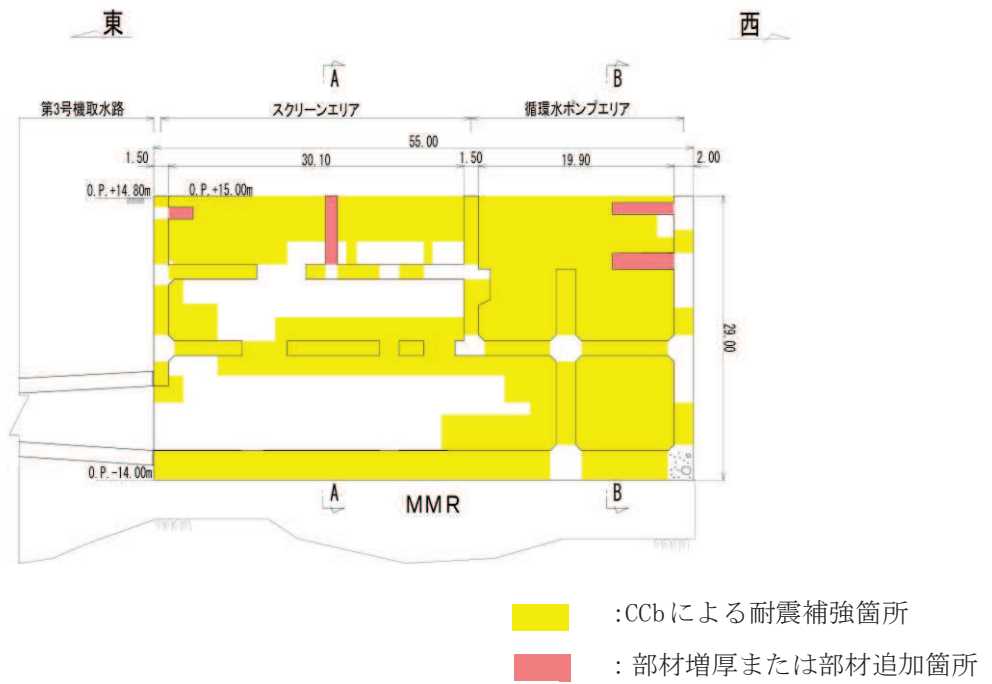 東
西
A
B
第3号機取水路
スクリーンエリア
循環水ポンプエリア
55.00
1.50
30.10
1.50
19.90
2.00
O.P.+14.80m
O.P.+15.00m
29.00
O.P.-14.00m
A
B
MMR
:CCbによる耐震補強箇所
:部材増厚または部材追加箇所